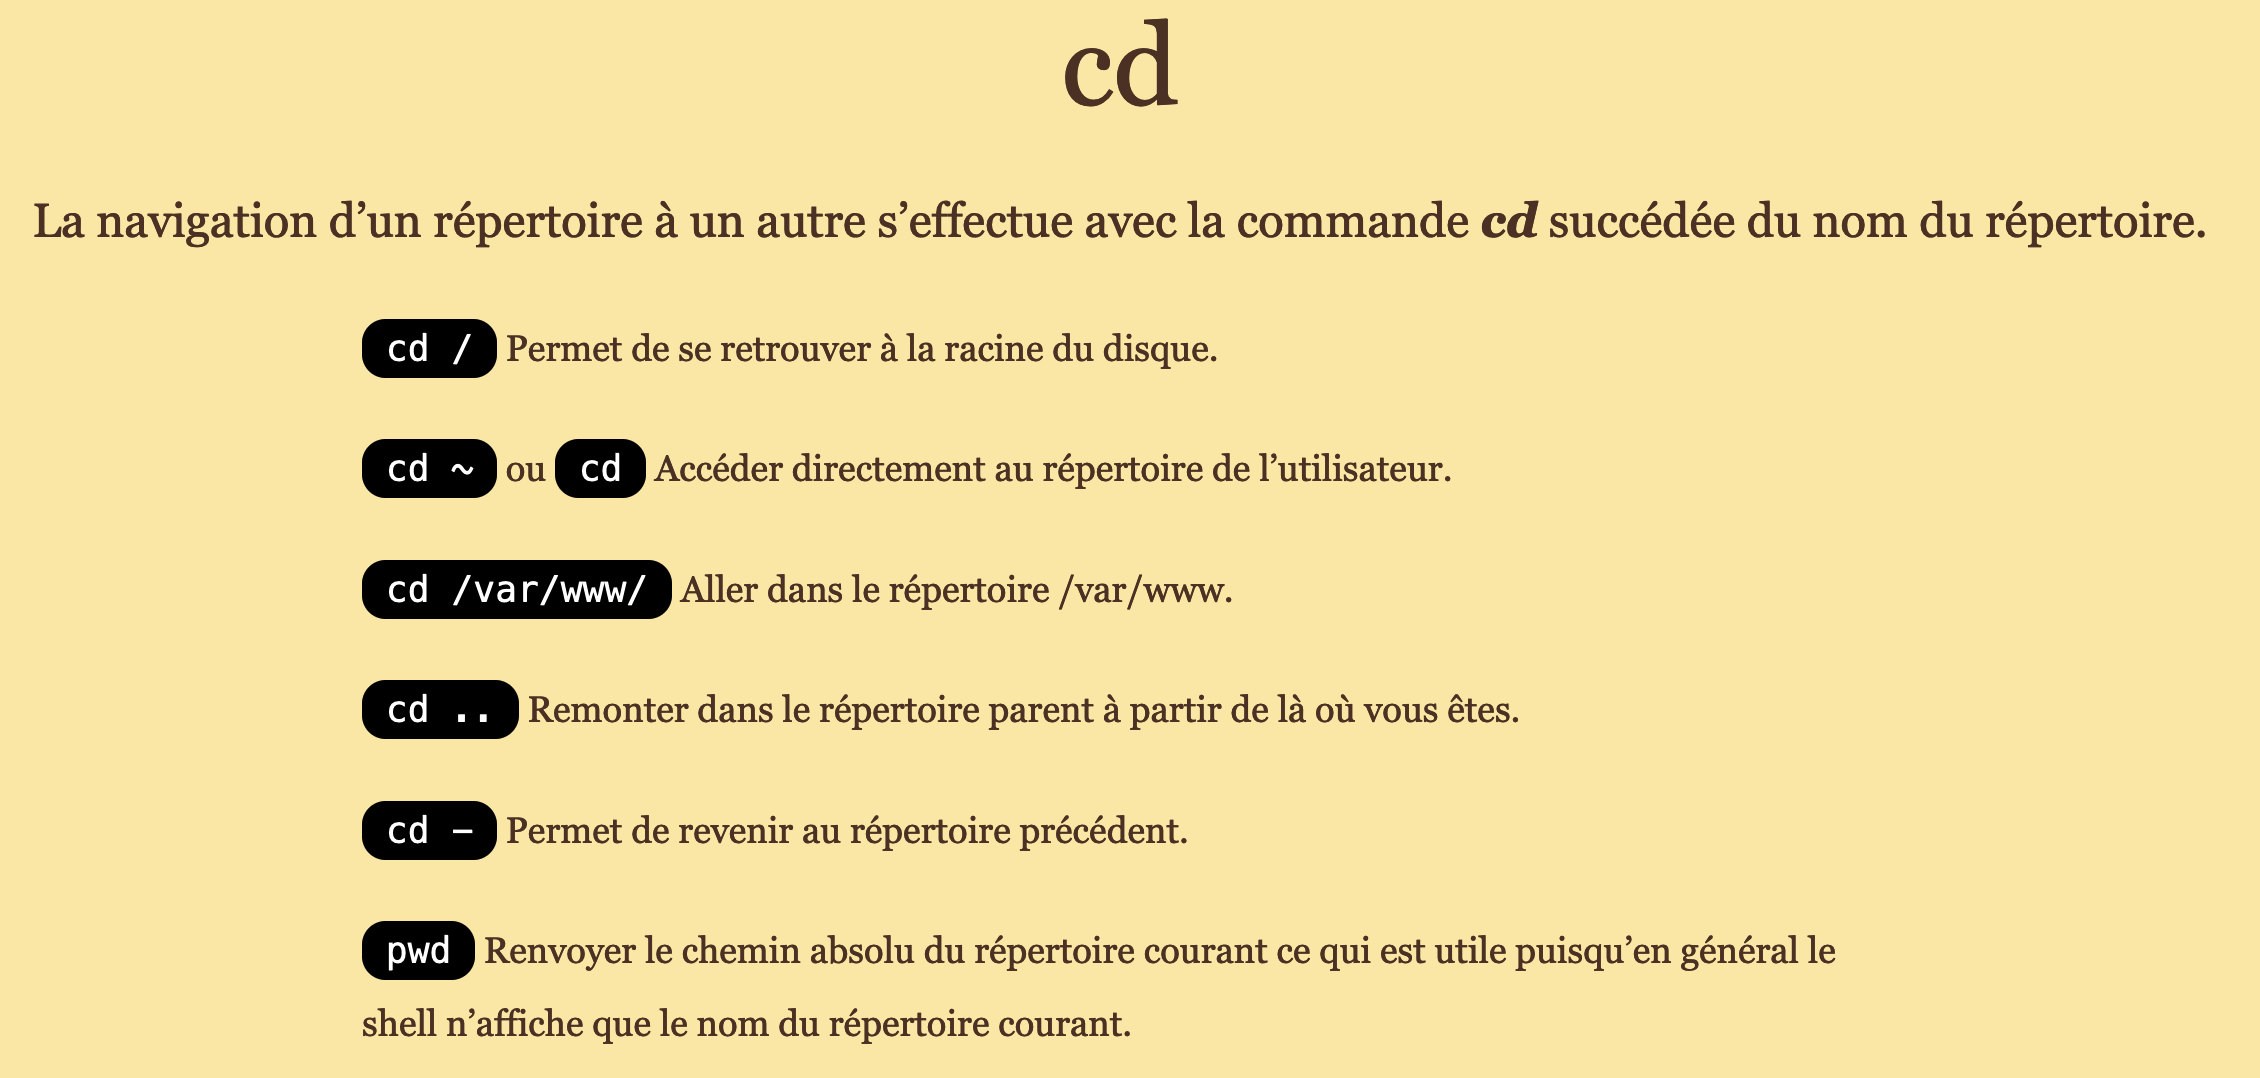 cd
La navigation d’un répertoire à un autre s’effectue avec la commande cd succédée du nom du répertoire.
cd / Permet de se retrouver à la racine du disque.
cd ~ ou cd Accéder directement au répertoire de l’utilisateur.
cd /var/www/ Aller dans le répertoire /var/www.
cd .. Remonter dans le répertoire parent à partir de là où vous êtes.
cd - Permet de revenir au répertoire précédent.
pwd Renvoyer le chemin absolu du répertoire courant ce qui est utile puisqu’en général le
shell n’affiche que le nom du répertoire courant.